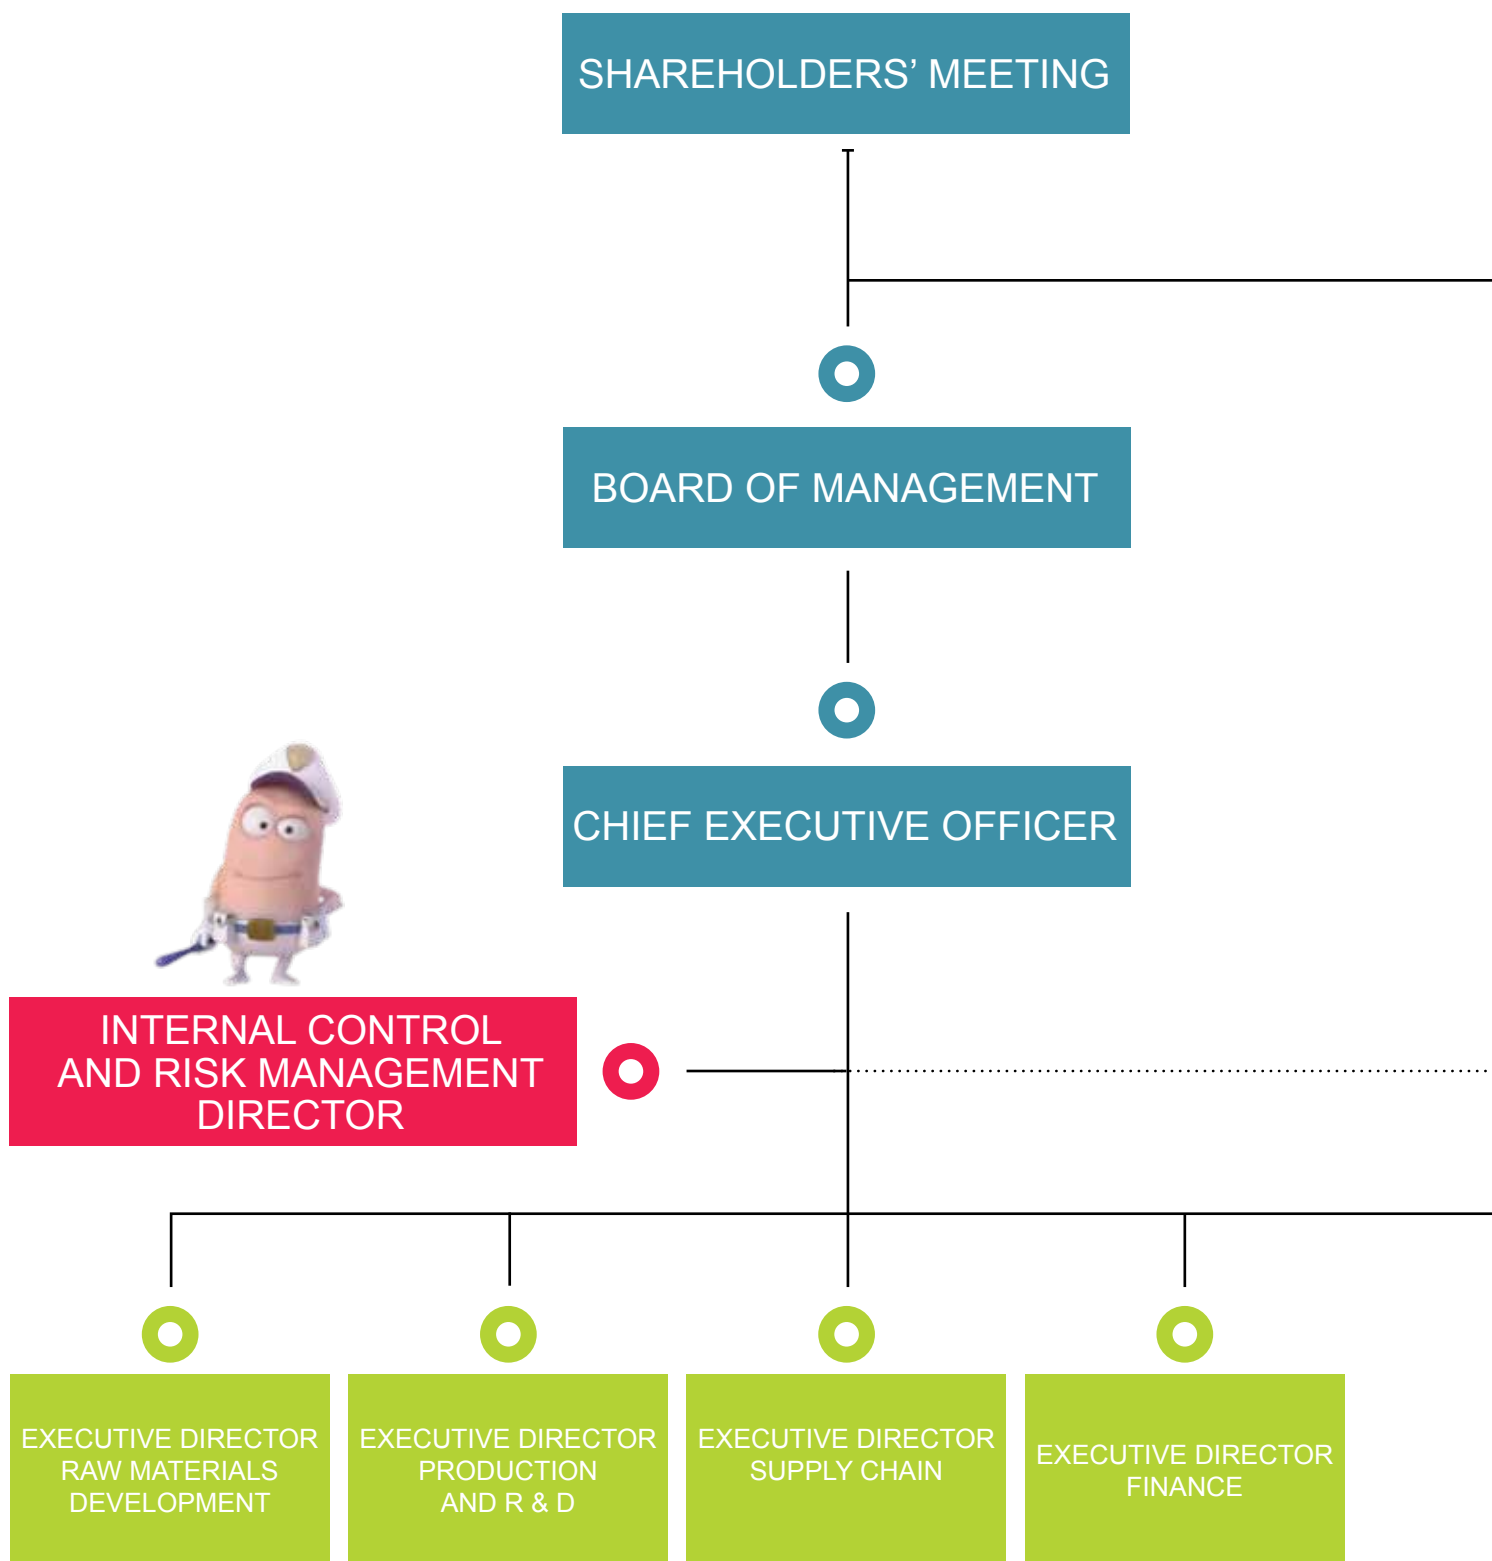 SHAREHOLDERS’ MEETING
BOARD OF MANAGEMENT
CHIEF EXECUTIVE OFFICER
INTERNAL CONTROL
AND RISK MANAGEMENT
DIRECTOR
EXECUTIVE DIRECTOR
RAW MATERIALS
DEVELOPMENT
EXECUTIVE DIRECTOR
PRODUCTION
AND R & D
EXECUTIVE DIRECTOR
SUPPLY CHAIN
EXECUTIVE DIRECTOR
FINANCE